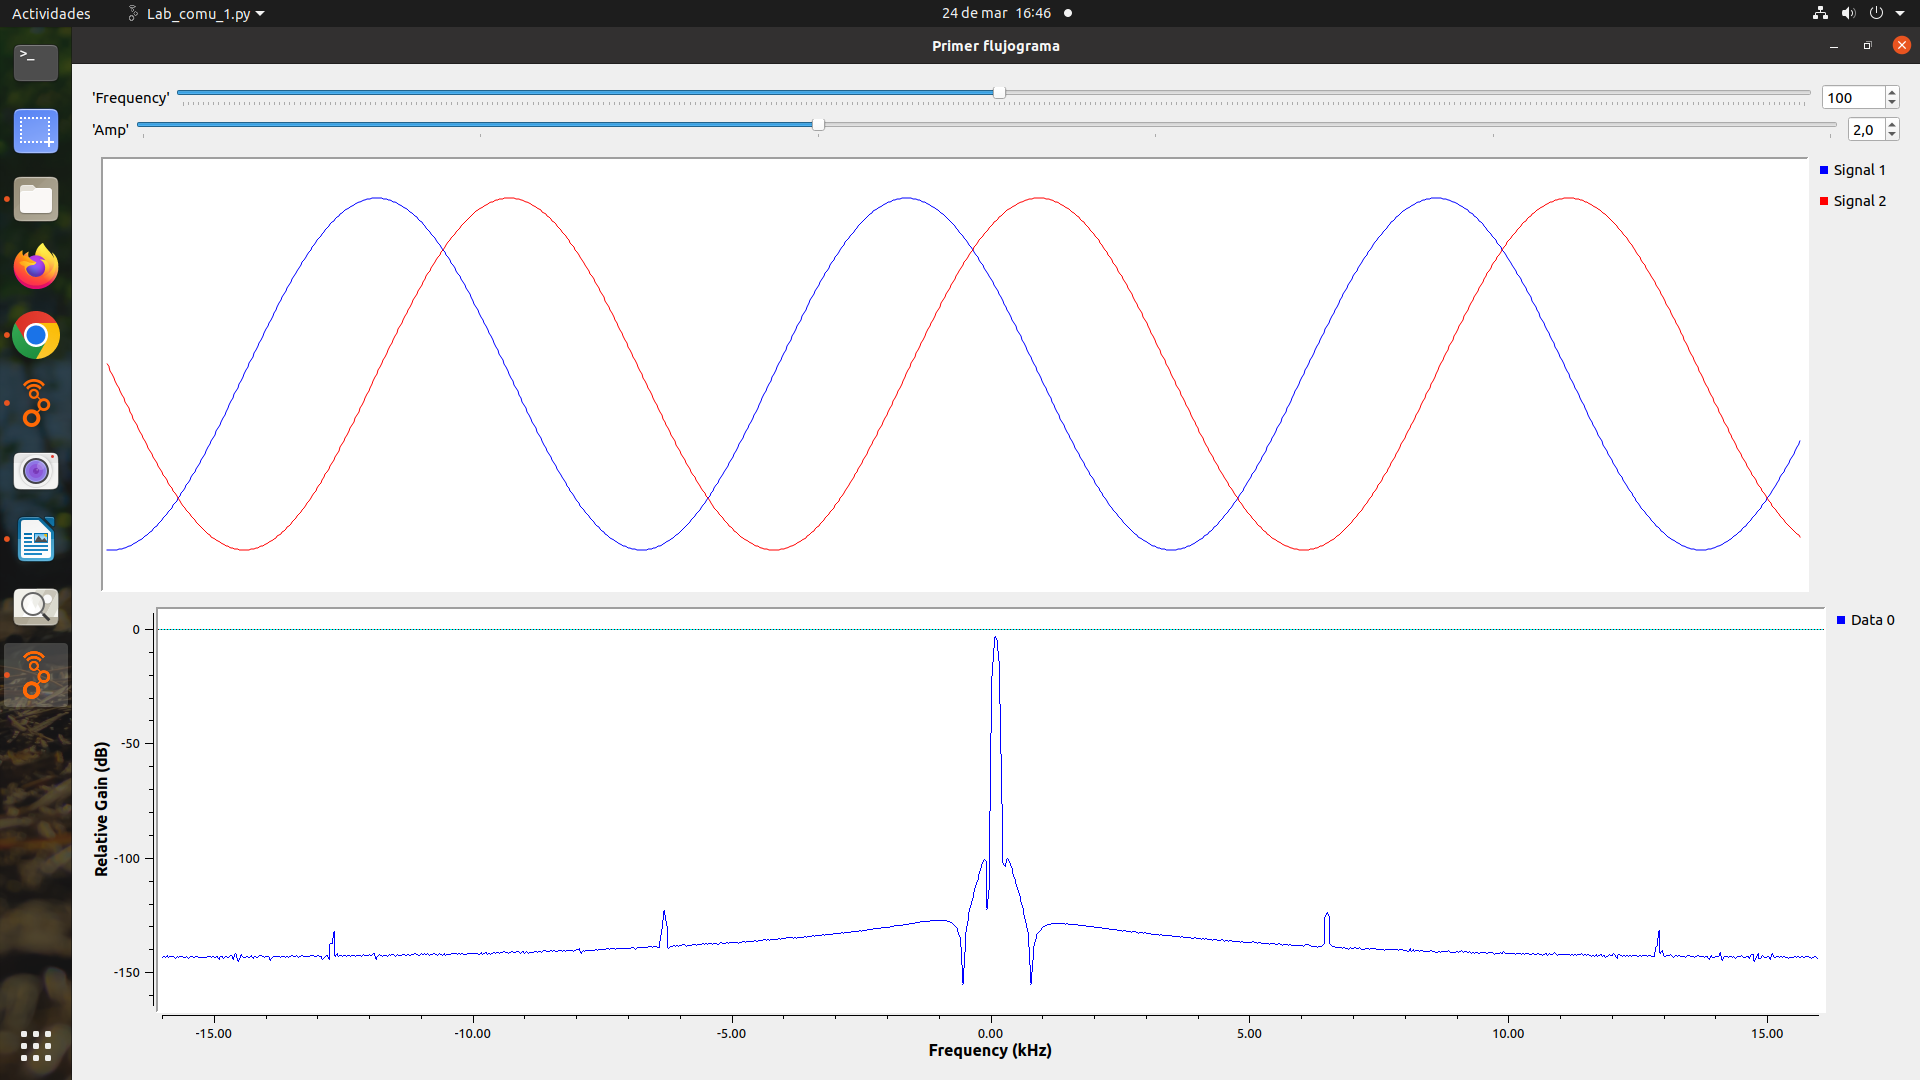 Actividades Lab_comu_1.py 24 de mar 16:46
Primer flujograma
'Frequency' 100
'Amp' 2,0
Signal 1
Signal 2
Data 0
0
-50
-100
-150
Relative Gain (dB)
-15.00 -10.00 -5.00 0.00 5.00 10.00 15.00
Frequency (kHz)